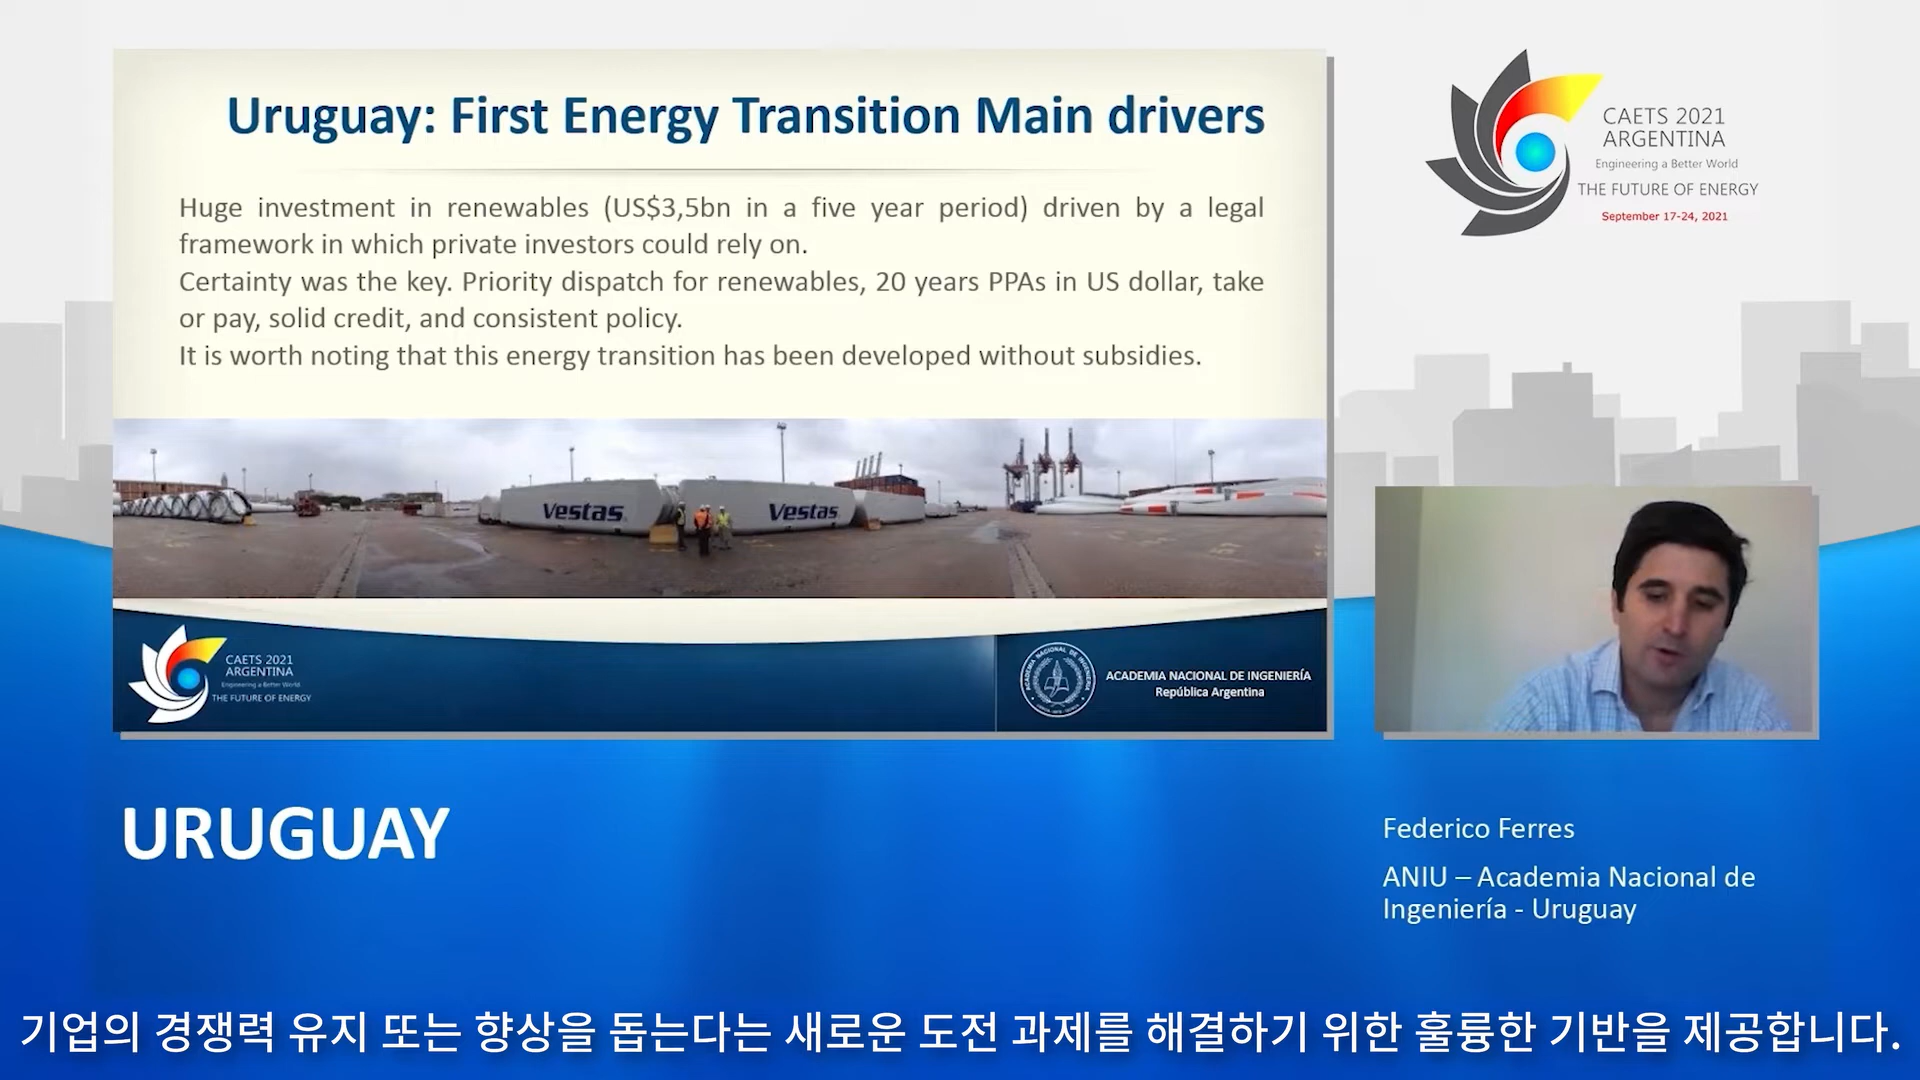 Uruguay: First Energy Transition Main drivers
Huge investment in renewables (US$3,5bn in a five year period) driven by a legal
framework in which private investors could rely on.
Certainty was the key. Priority dispatch for renewables, 20 years PPAs in US dollar, take
or pay, solid credit, and consistent policy.
It is worth noting that this energy transition has been developed without subsidies.
Vestas
Vestas
CAETS 2021
ARGENTINA
Engineering a Better World
THE FUTURE OF ENERGY
ACADEMIA NACIONAL DE INGENIERÍA
República Argentina
CAETS 2021
ARGENTINA
Engineering a Better World
THE FUTURE OF ENERGY
September 17-24, 2021
URUGUAY
Federico Ferres
ANIU – Academia Nacional de
Ingeniería - Uruguay
기업의 경쟁력 유지 또는 향상을 돕는다는 새로운 도전 과제를 해결하기 위한 훌륭한 기반을 제공합니다.